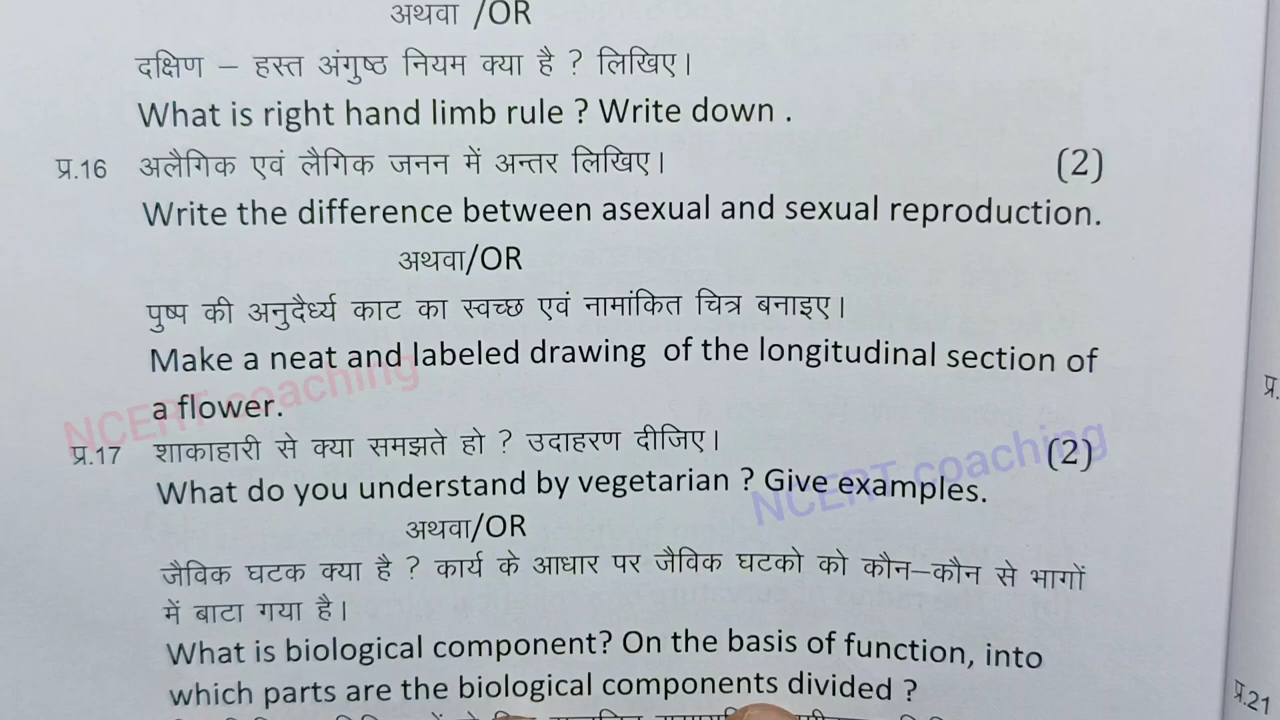 अथवा /OR
दक्षिण – हस्त अंगुष्ठ नियम क्या है ? लिखिए।
What is right hand limb rule ? Write down .
प्र.16 अलैगिक एवं लैगिक जनन में अन्तर लिखिए। (2)
Write the difference between asexual and sexual reproduction.
अथवा/OR
पुष्प की अनुदैर्ध्य काट का स्वच्छ एवं नामांकित चित्र बनाइए।
Make a neat and labeled drawing of the longitudinal section of
a flower.
NCERT coaching
प्र.17 शाकाहारी से क्या समझते हो ? उदाहरण दीजिए। (2)
What do you understand by vegetarian ? Give examples.
NCERT coaching
अथवा/OR
जैविक घटक क्या है ? कार्य के आधार पर जैविक घटको को कौन–कौन से भागों
में बाटा गया है।
What is biological component? On the basis of function, into
which parts are the biological components divided ?
प्र.
प्र.21